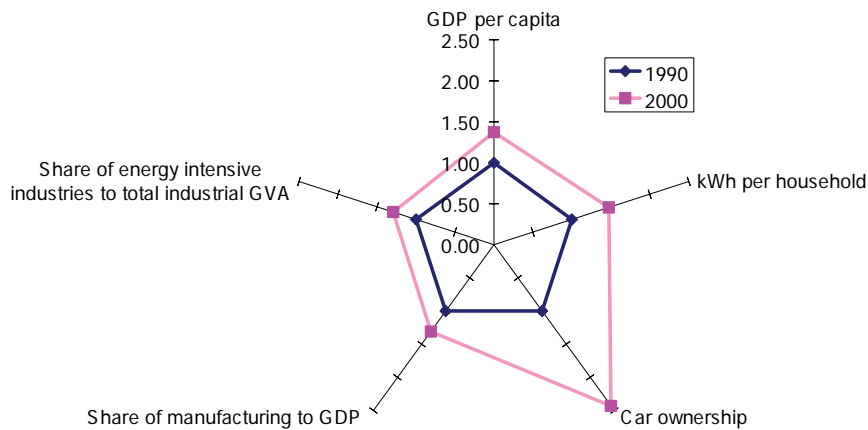 GDP per capita
2.50
2.00
1.50
1.00
0.50
0.00
1990
2000
kWh per household
Car ownership
Share of manufacturing to GDP
Share of energy intensive
industries to total industrial GVA